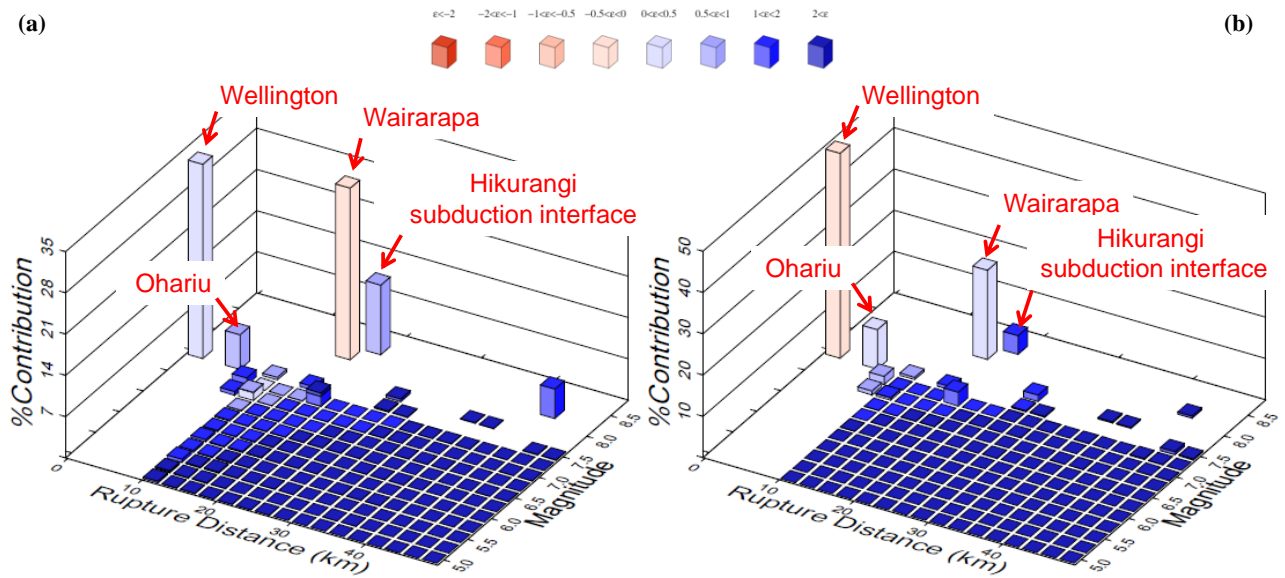 (a)
ε<−2
−2<ε<−1
−1<ε<−0.5
−0.5<ε<0
0<ε<0.5
0.5<ε<1
1<ε<2
2<ε
(b)
Wellington
Wairarapa
Hikurangi
subduction interface
Ohariu
%Contribution
35
28
21
14
7
0
10
20
30
40
Rupture Distance (km)
5.0
5.5
6.0
6.5
7.0
7.5
8.0
8.5
Magnitude
Wellington
Wairarapa
Hikurangi
subduction interface
Ohariu
%Contribution
50
40
30
20
10
0
10
20
30
40
Rupture Distance (km)
5.0
5.5
6.0
6.5
7.0
7.5
8.0
8.5
Magnitude